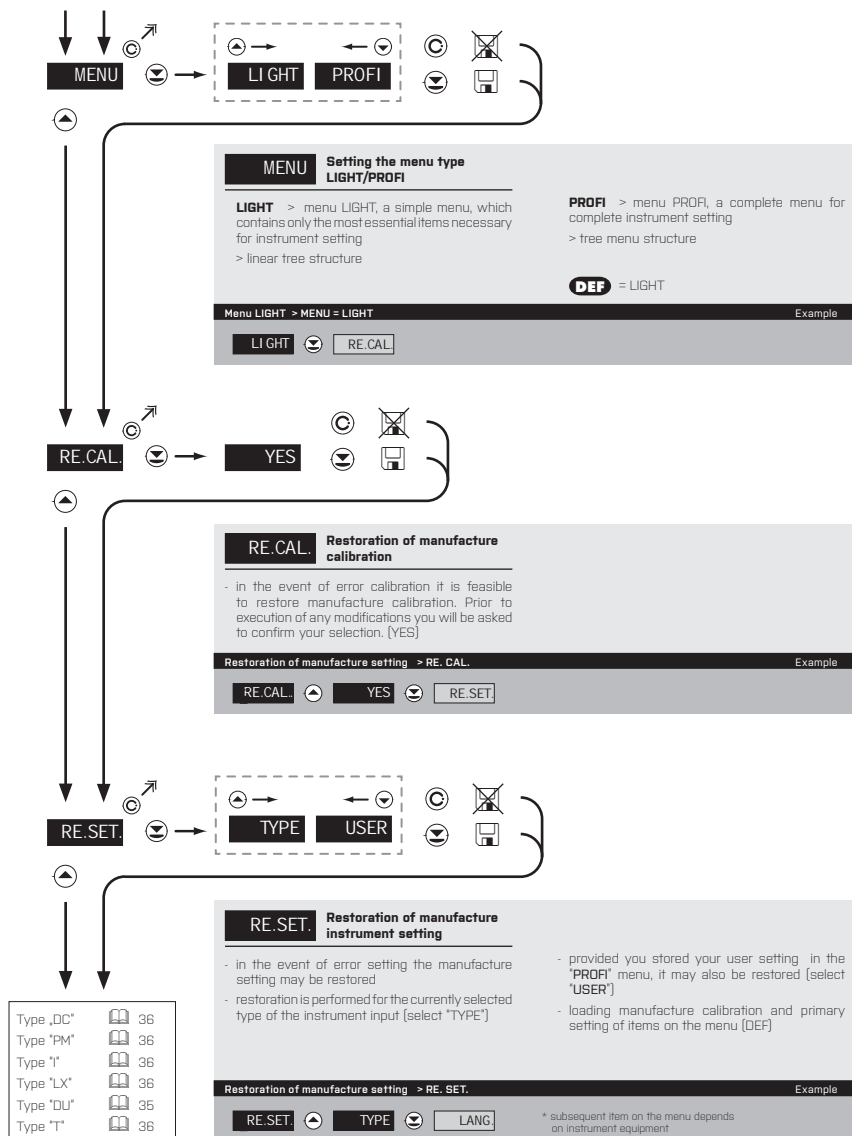 MENU
LIGHT PROFI
MENU
Setting the menu type
LIGHT/PROFI
LIGHT > menu LIGHT, a simple menu, which
contains only the most essential items necessary
for instrument setting
> linear tree structure
PROFI > menu PROFI, a complete menu for
complete instrument setting
> tree menu structure
DEF = LIGHT
Menu LIGHT > MENU = LIGHT Example
LIGHT RE.CAL.
RE.CAL. YES
RE.CAL.
Restoration of manufacture
calibration
- in the event of error calibration it is feasible
to restore manufacture calibration. Prior to
execution of any modifications you will be asked
to confirm your selection. (YES)
Restoration of manufacture setting > RE. CAL. Example
RE.CAL.. YES RE.SET.
RE.SET. TYPE USER
RE.SET.
Restoration of manufacture
instrument setting
- in the event of error setting the manufacture
setting may be restored
- restoration is performed for the currently selected
type of the instrument input (select "TYPE")
- provided you stored your user setting in the
"PROFI" menu, it may also be restored (select
"USER")
- loading manufacture calibration and primary
setting of items on the menu (DEF)
Restoration of manufacture setting > RE. SET. Example
RE.SET. TYPE LANG.
* subsequent item on the menu depends
on instrument equipment
Type „DC" 36
Type "PM" 36
Type "I" 36
Type "LX" 36
Type "DU" 35
Type "T" 36